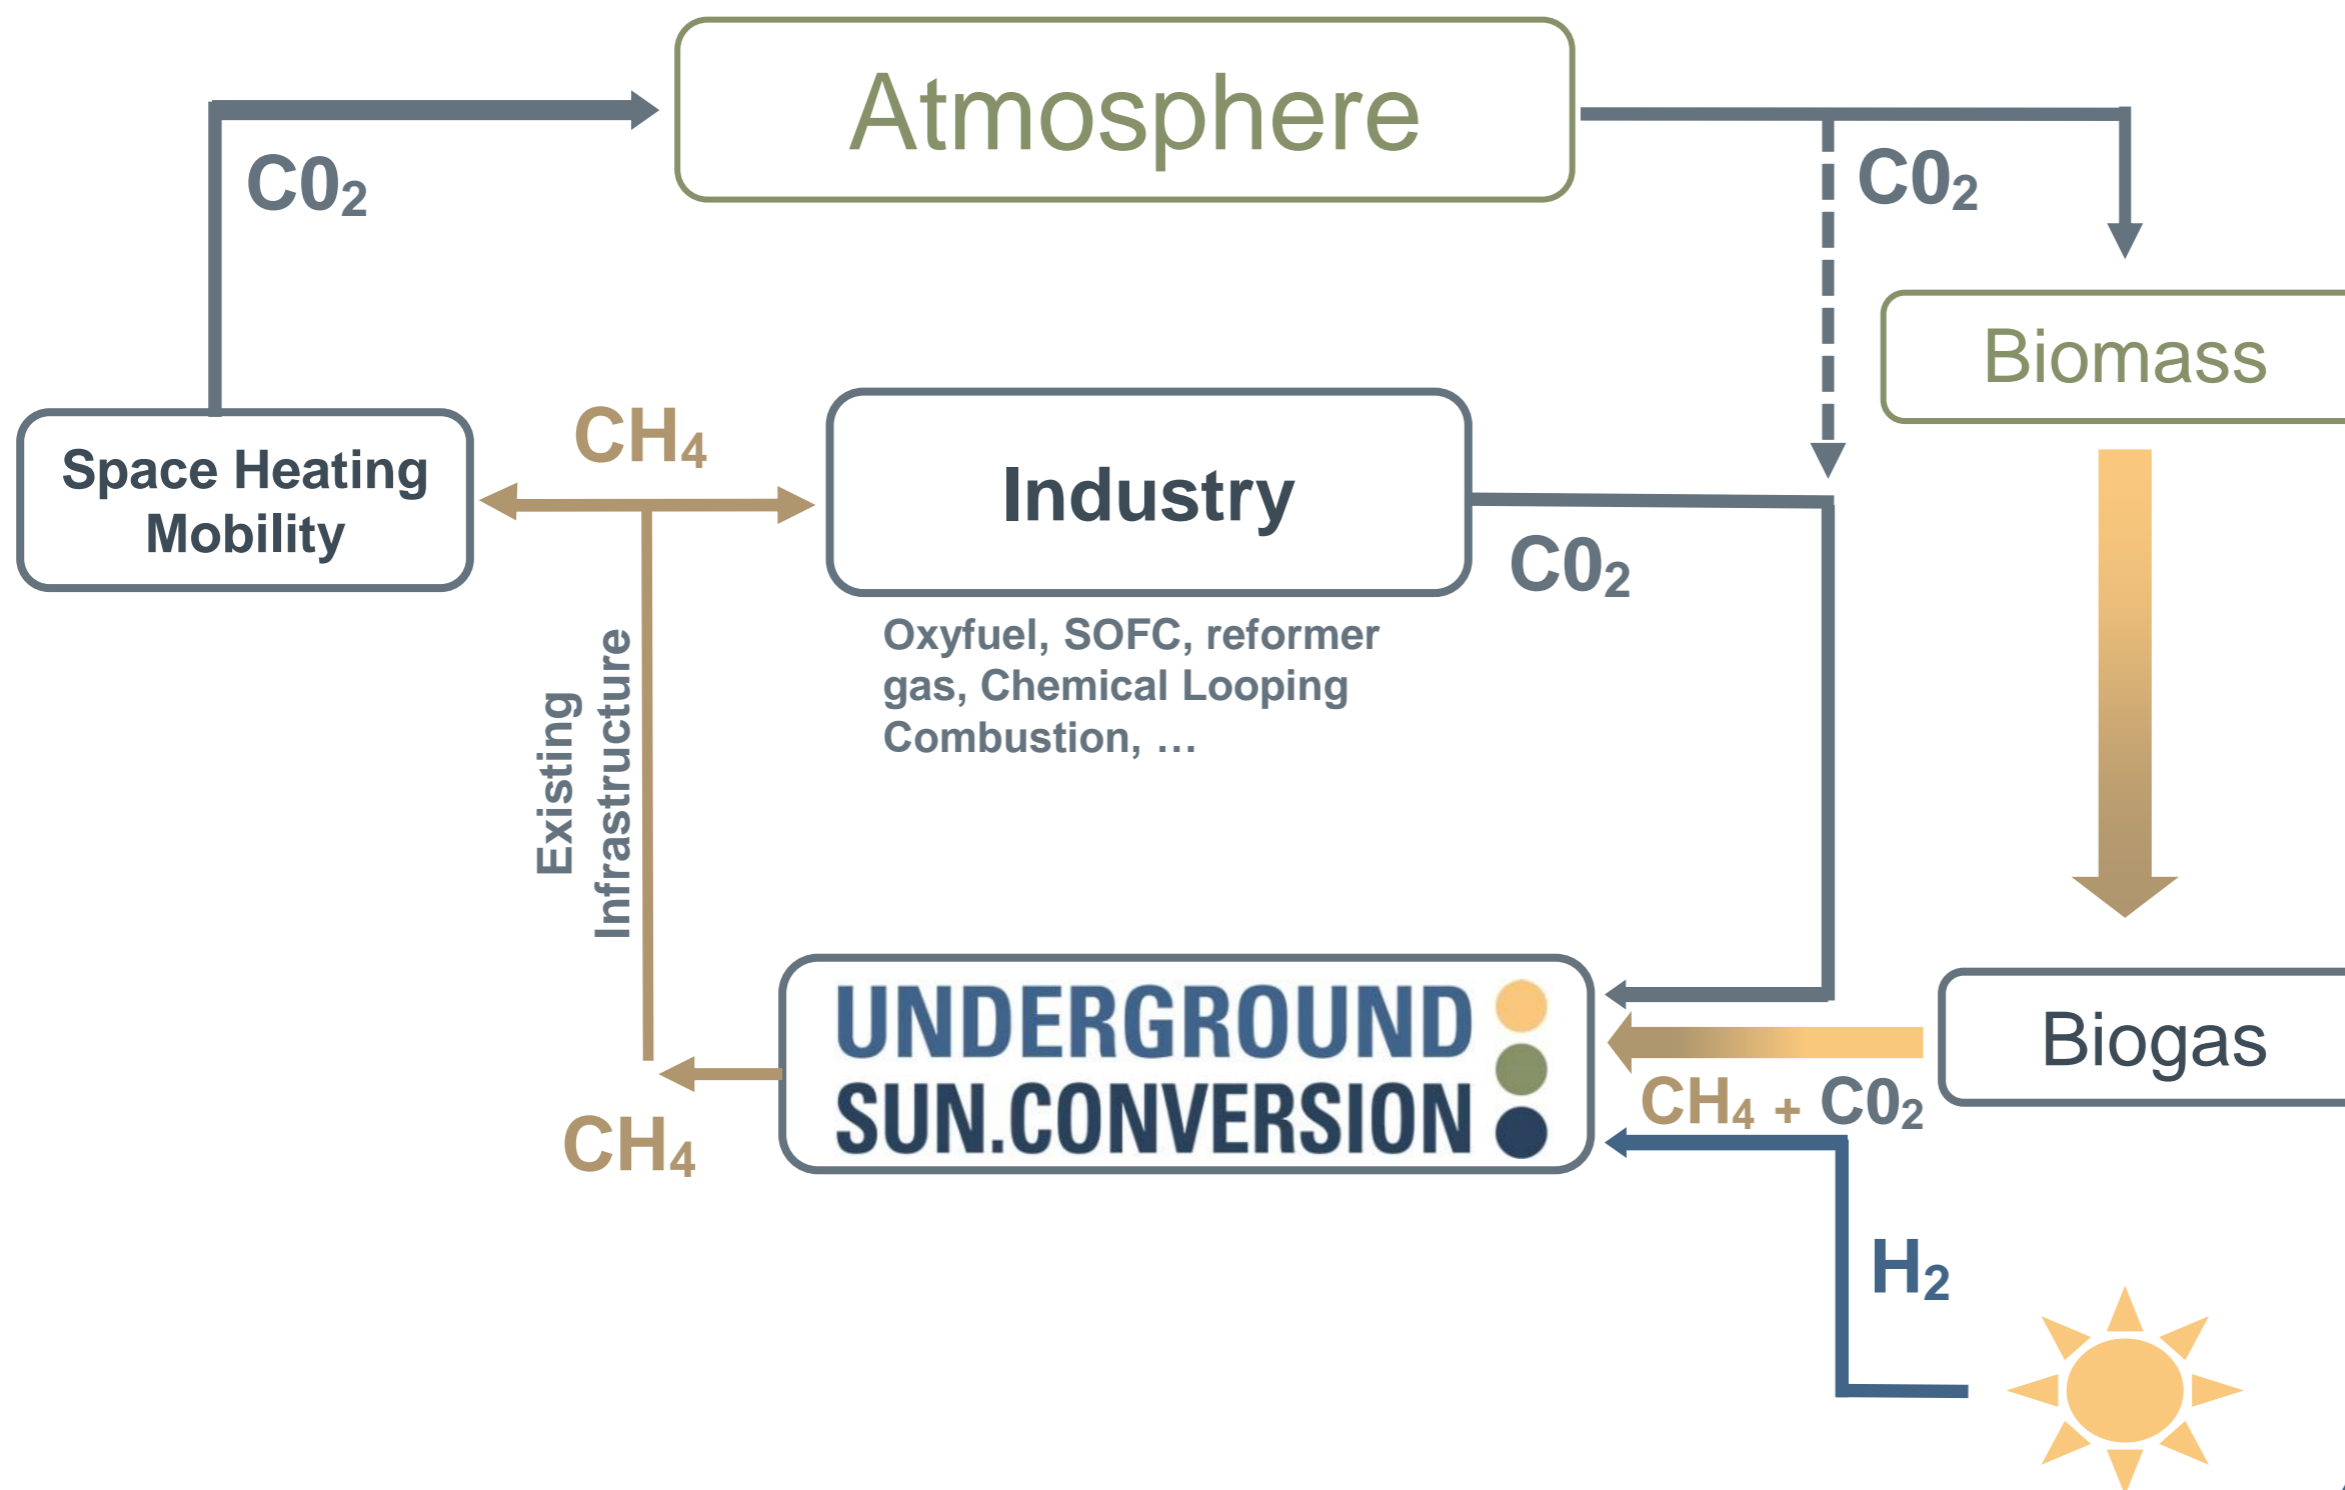 Atmosphere
C0₂
C0₂
Biomass
Space Heating
Mobility
CH₄
Industry
C0₂
Oxyfuel, SOFC, reformer
gas, Chemical Looping
Combustion, …
Existing
Infrastructure
UNDERGROUND
SUN.CONVERSION
Biogas
CH₄ + C0₂
CH₄
H₂